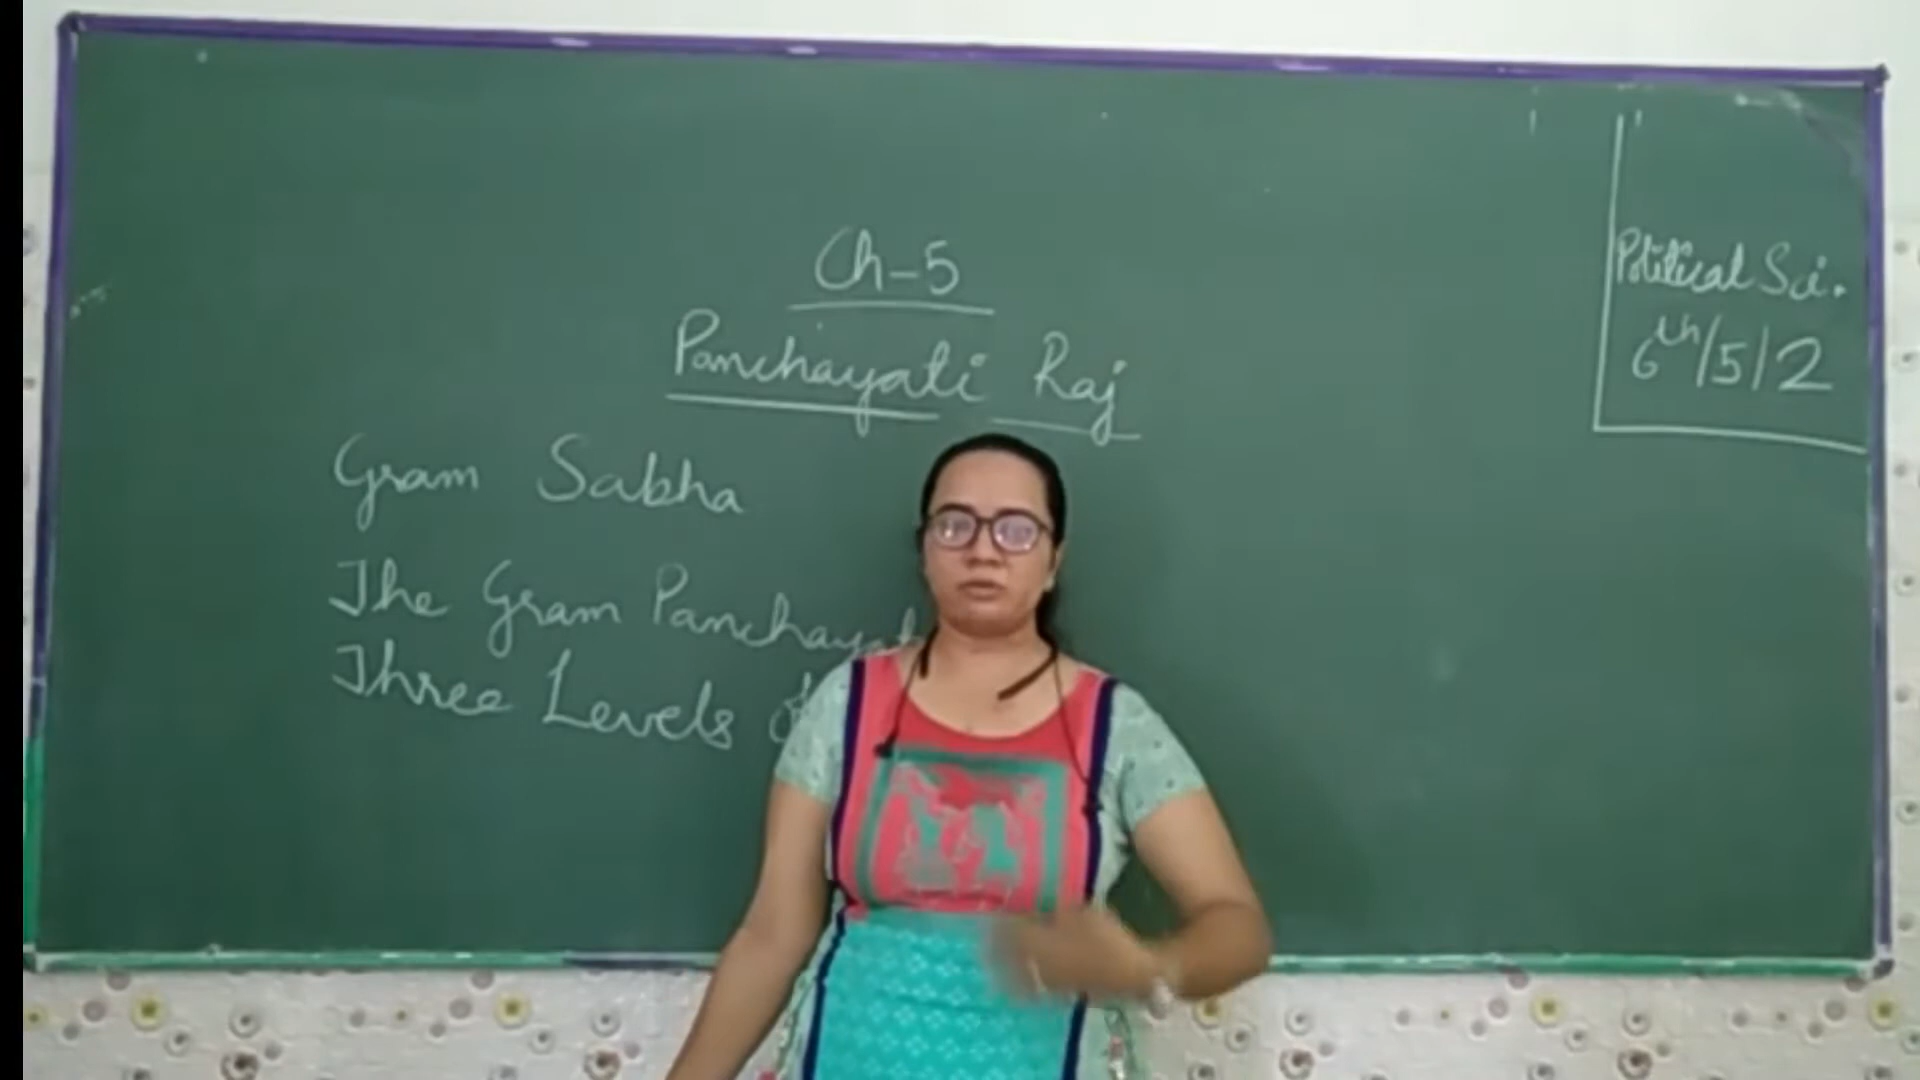 Ch-5
Panchayati Raj
Gram Sabha
The Gram Panchayat
Three Levels
Political Sci.
6th/5/2